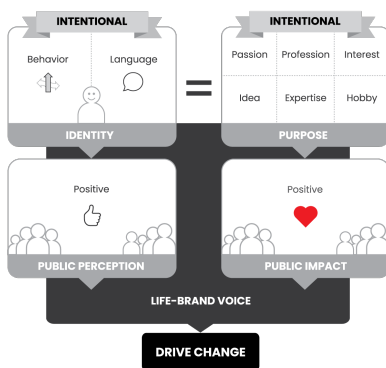 INTENTIONAL
Behavior
Language
IDENTITY
INTENTIONAL
Passion Profession Interest
Idea Expertise Hobby
PURPOSE
=
Positive
PUBLIC PERCEPTION
Positive
PUBLIC IMPACT
LIFE-BRAND VOICE
DRIVE CHANGE